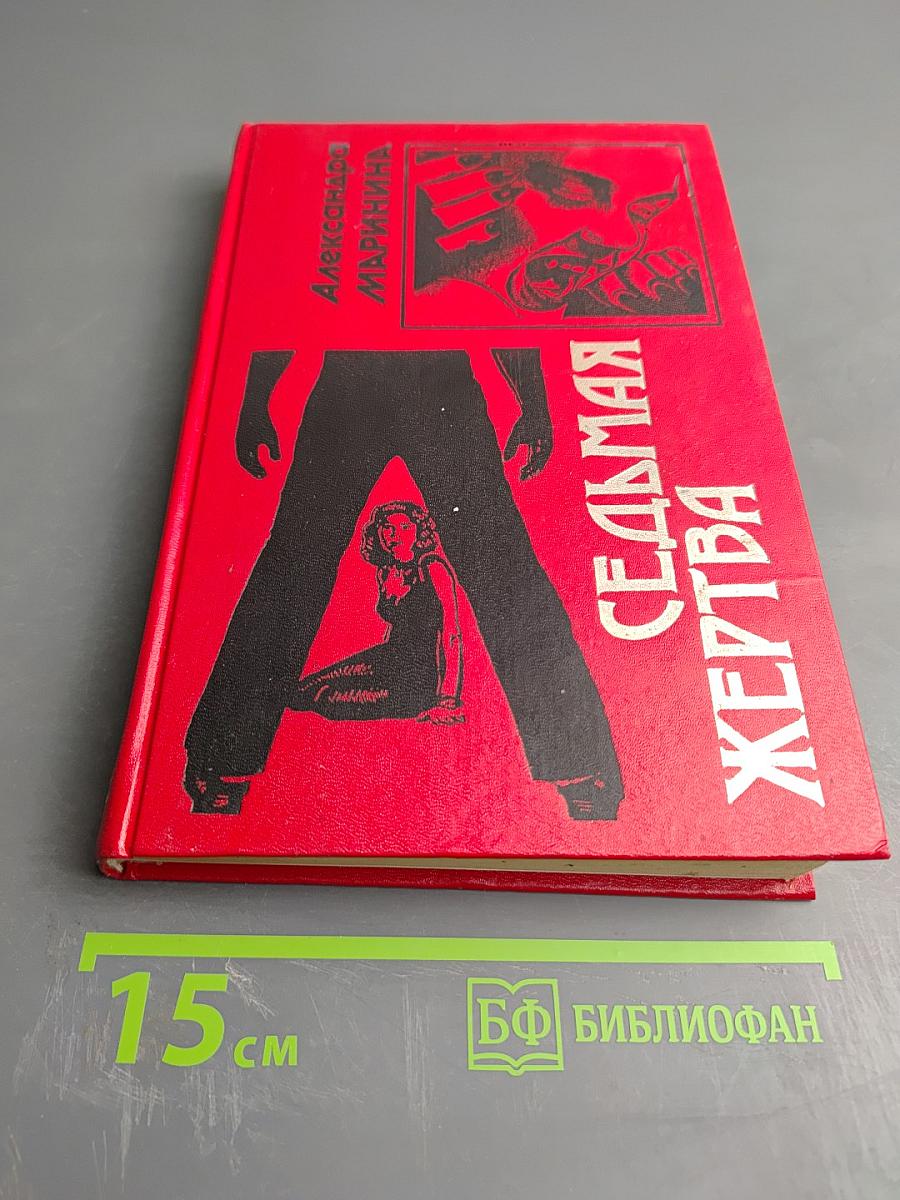 Александра
МАРИНИНА
СЕДЬМАЯ
ЖЕРТВА
15 см
БФ БИБЛИОФАН